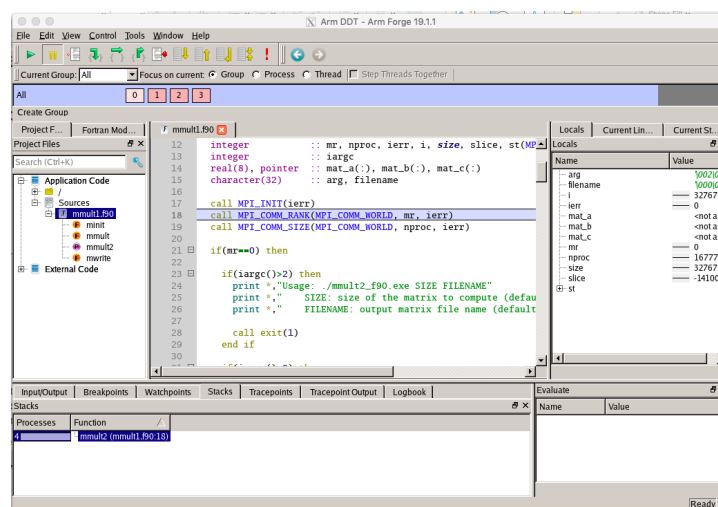 Arm DDT - Arm Forge 19.1.1
File Edit View Control Tools Window Help
Current Group: All Focus on current: Group Process Thread Step Threads Together
All 0 1 2 3
Create Group
Project F... Fortran Mod...
Project Files
Search (Ctrl+K)
Application Code
/
Sources
mmult1.f90
minit
mmult
mmult2
mwrite
External Code
mmult1.f90
12 integer :: mr, nproc, ierr, i, size, slice, st(MP
13 integer :: iargc
14 real(8), pointer :: mat_a(:), mat_b(:), mat_c(:)
15 character(32) :: arg, filename
16
17 call MPI_INIT(ierr)
18 call MPI_COMM_RANK(MPI_COMM_WORLD, mr, ierr)
19 call MPI_COMM_SIZE(MPI_COMM_WORLD, nproc, ierr)
20
21 if(mr==0) then
22
23 if(iargc()>2) then
24 print *,"Usage: ./mmult2_f90.exe SIZE FILENAME"
25 print *," SIZE: size of the matrix to compute (defau
26 print *," FILENAME: output matrix file name (default
27
28 call exit(1)
29 end if
30
Locals Current Lin... Current St...
Locals
Name Value
arg
filename
i 32767
ierr 0
mat_a <not a
mat_b <not a
mat_c <not a
mr 0
nproc 16777
size 32767
slice -14100
st
Input/Output Breakpoints Watchpoints Stacks Tracepoints Tracepoint Output Logbook
Stacks
Processes Function
4 mmult2 (mmult1.f90:18)
Evaluate
Name Value
Ready